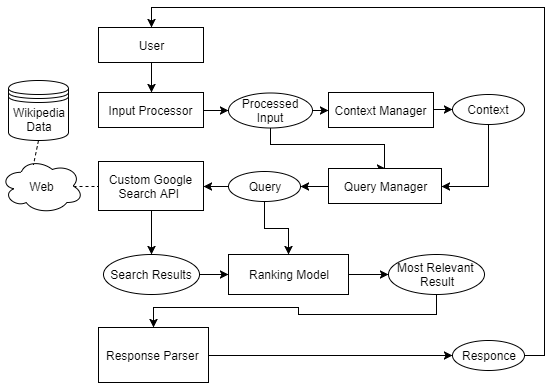 User
Wikipedia
Data
Input Processor
Processed
Input
Context Manager
Context
Web
Custom Google
Search API
Query
Query Manager
Search Results
Ranking Model
Most Relevant
Result
Response Parser
Responce